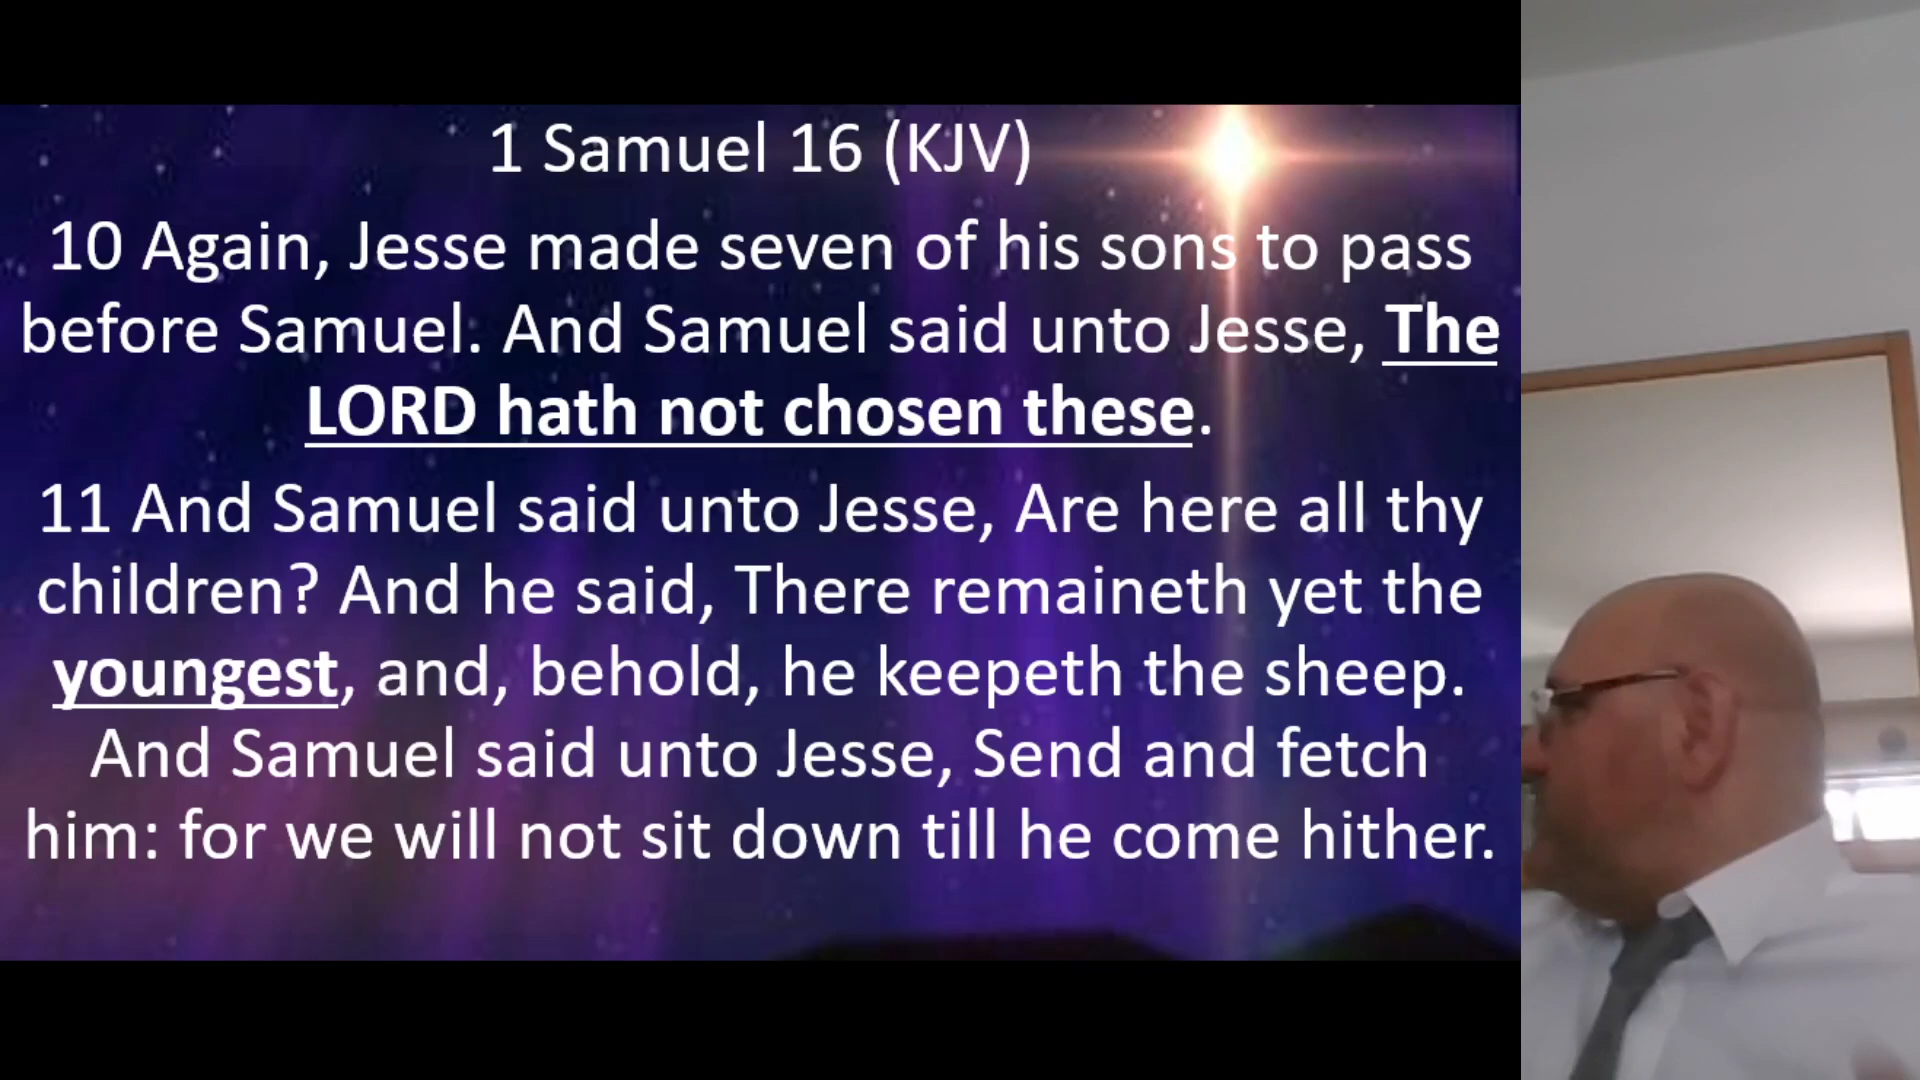 1 Samuel 16 (KJV)
10 Again, Jesse made seven of his sons to pass
before Samuel. And Samuel said unto Jesse, The
LORD hath not chosen these.
11 And Samuel said unto Jesse, Are here all thy
children? And he said, There remaineth yet the
youngest, and, behold, he keepeth the sheep.
And Samuel said unto Jesse, Send and fetch
him: for we will not sit down till he come hither.